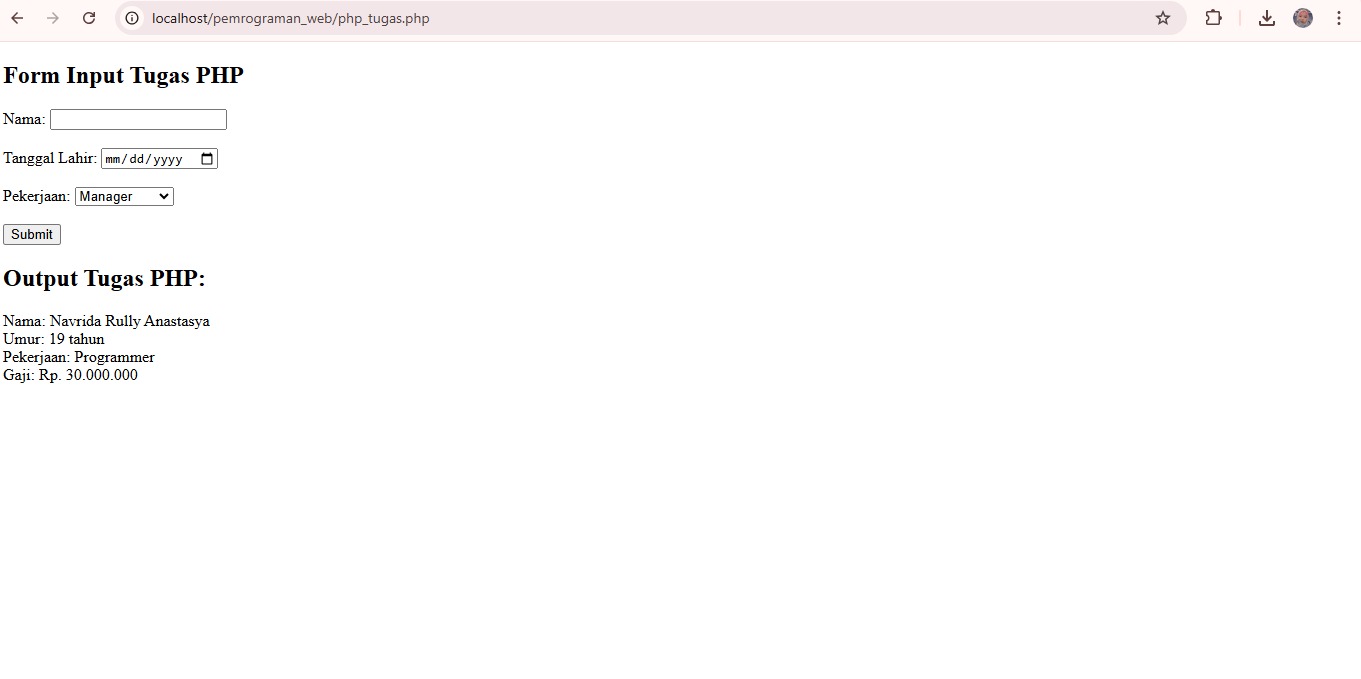 localhost/pemrograman_web/php_tugas.php
Form Input Tugas PHP
Nama:
Tanggal Lahir: mm/dd/yyyy
Pekerjaan: Manager
Submit
Output Tugas PHP:
Nama: Navrida Rully Anastasya
Umur: 19 tahun
Pekerjaan: Programmer
Gaji: Rp. 30.000.000